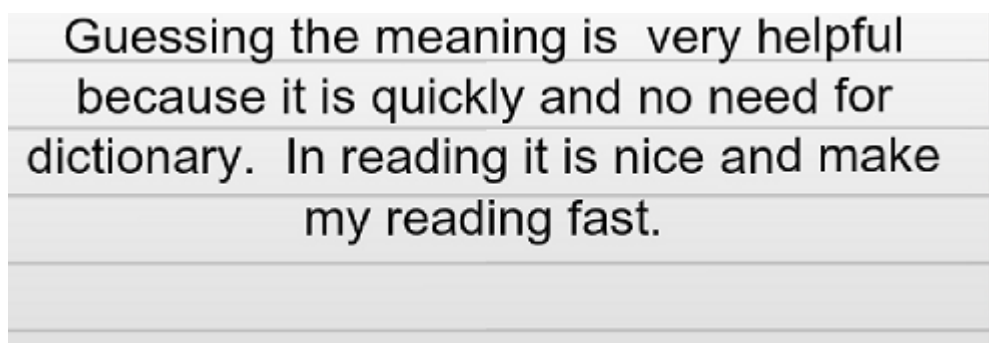 Guessing the meaning is  very helpful
because it is quickly and no need for
dictionary.  In reading it is nice and make
my reading fast.